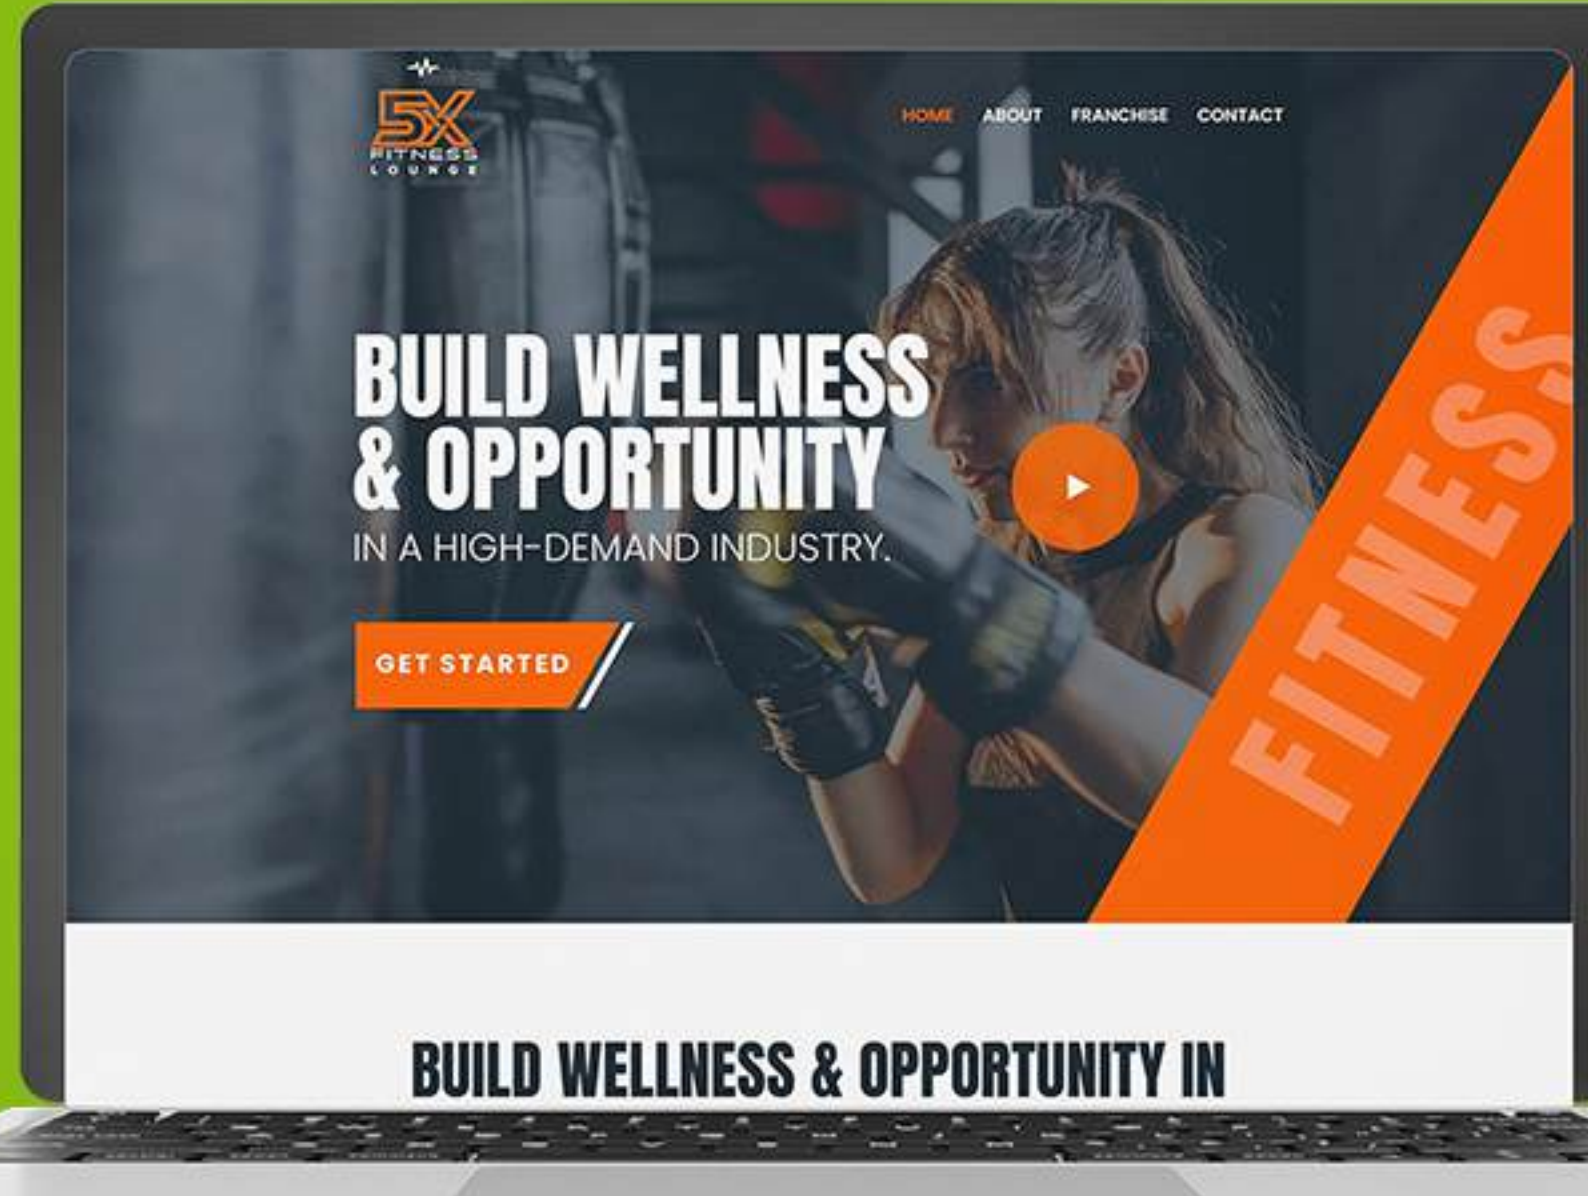 5X
FITNESS
LOUNGE
HOME ABOUT FRANCHISE CONTACT
BUILD WELLNESS
& OPPORTUNITY
IN A HIGH-DEMAND INDUSTRY.
GET STARTED
FITNESS
BUILD WELLNESS & OPPORTUNITY IN